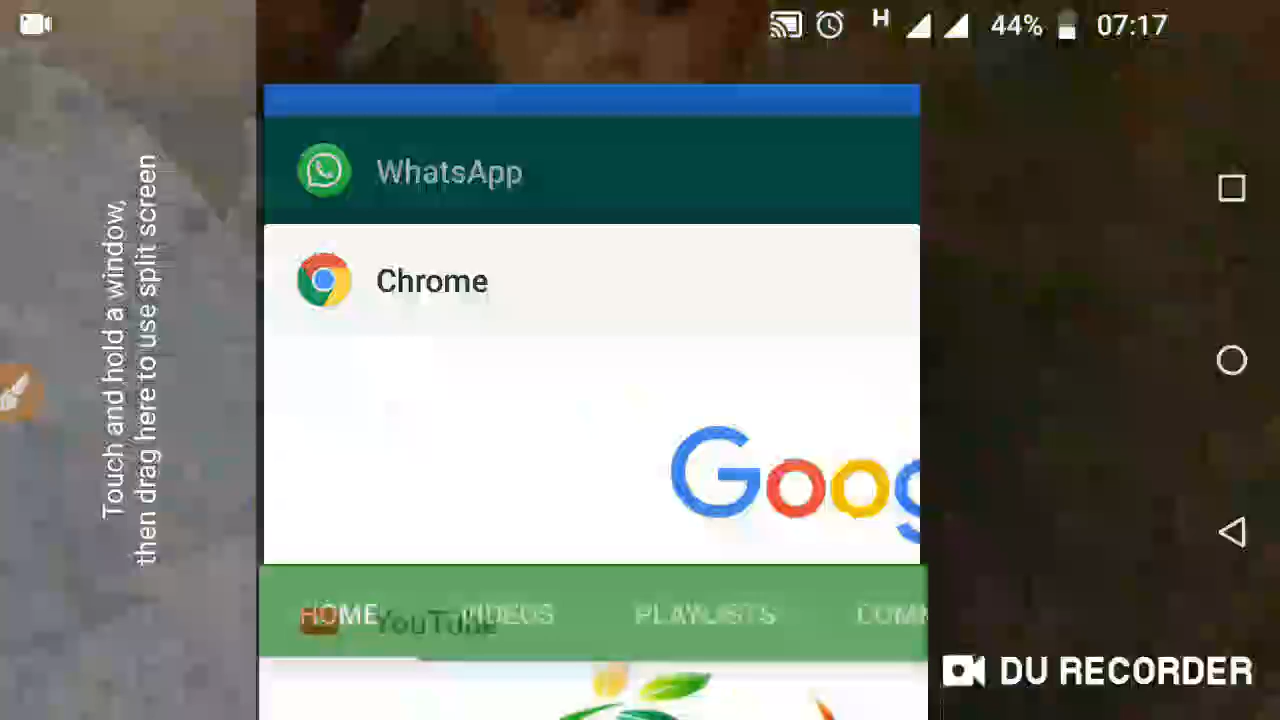 H 44% 07:17
Touch and hold a window,
then drag here to use split screen
WhatsApp
Chrome
Goog
HOME VIDEOS PLAYLISTS COMM
YouTube
DU RECORDER